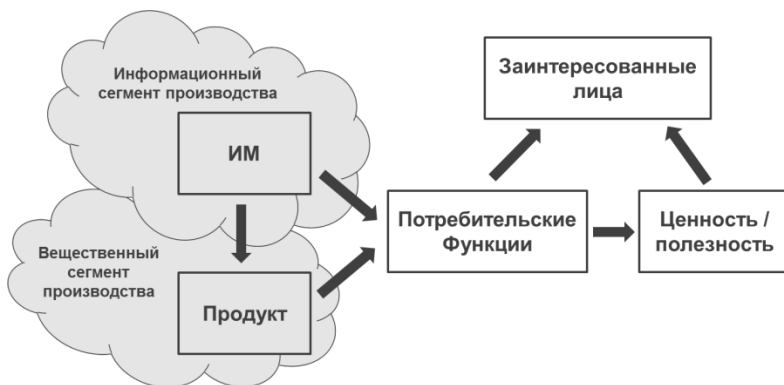 Информационный
сегмент производства
ИМ
Вещественный
сегмент
производства
Продукт
Заинтересованные
лица
Потребительские
Функции
Ценность /
полезность